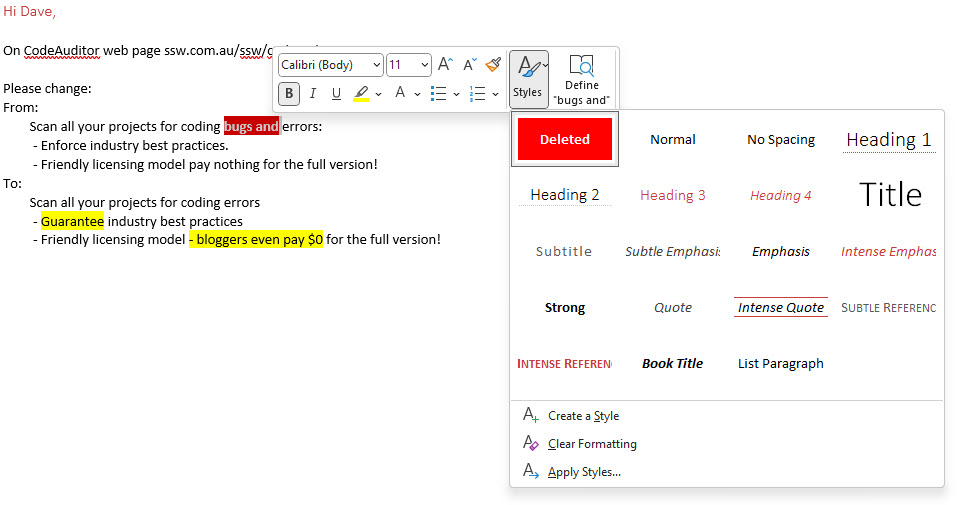 Hi Dave,
On CodeAuditor web page ssw.com.au/ssw/
Calibri (Body) 11 A A Styles Define "bugs and"
B I U A
Please change:
From:
Scan all your projects for coding bugs and errors:
- Enforce industry best practices.
- Friendly licensing model pay nothing for the full version!
To:
Scan all your projects for coding errors
- Guarantee industry best practices
- Friendly licensing model - bloggers even pay $0 for the full version!
Deleted Normal No Spacing Heading 1
Heading 2 Heading 3 Heading 4 Title
Subtitle Subtle Emphasis Emphasis Intense Emphas
Strong Quote Intense Quote SUBTLE REFERENC
INTENSE REFEREN Book Title List Paragraph
Create a Style
Clear Formatting
Apply Styles...